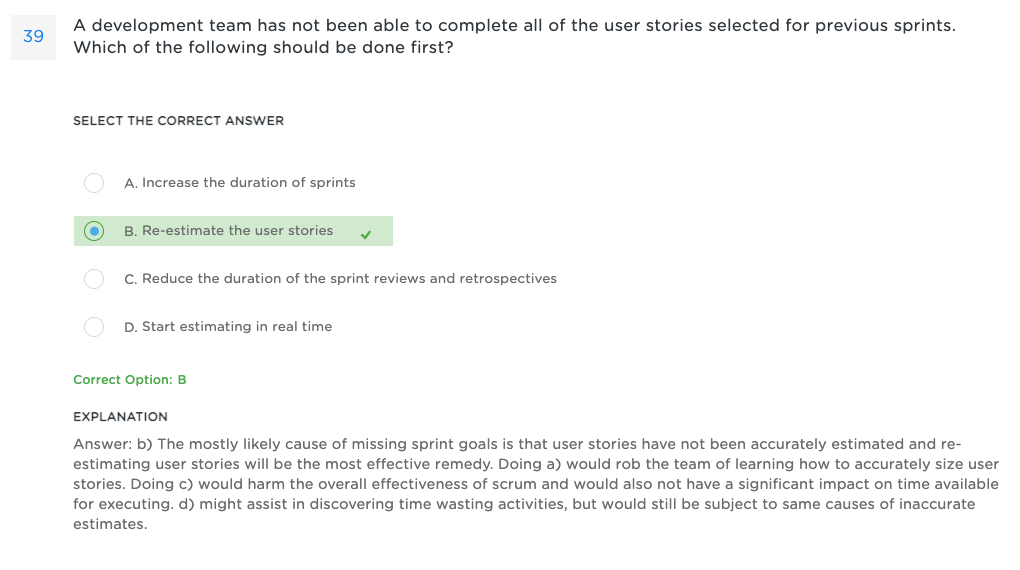 39
A development team has not been able to complete all of the user stories selected for previous sprints.
Which of the following should be done first?
SELECT THE CORRECT ANSWER
A. Increase the duration of sprints
B. Re-estimate the user stories
C. Reduce the duration of the sprint reviews and retrospectives
D. Start estimating in real time
Correct Option: B
EXPLANATION
Answer: b) The mostly likely cause of missing sprint goals is that user stories have not been accurately estimated and re-
estimating user stories will be the most effective remedy. Doing a) would rob the team of learning how to accurately size user
stories. Doing c) would harm the overall effectiveness of scrum and would also not have a significant impact on time available
for executing. d) might assist in discovering time wasting activities, but would still be subject to same causes of inaccurate
estimates.